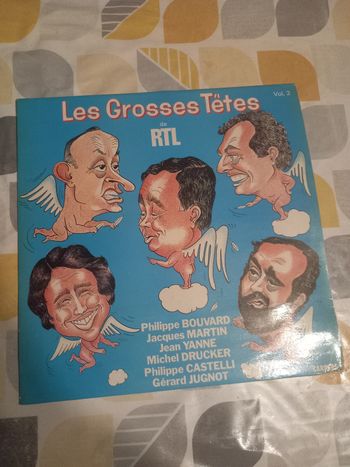 Vol. 2
Les Grosses Têtes
de
RTL
Philippe BOUVARD
Jacques MARTIN
Jean YANNE
Michel DRUCKER
Philippe CASTELLI
Gérard JUGNOT